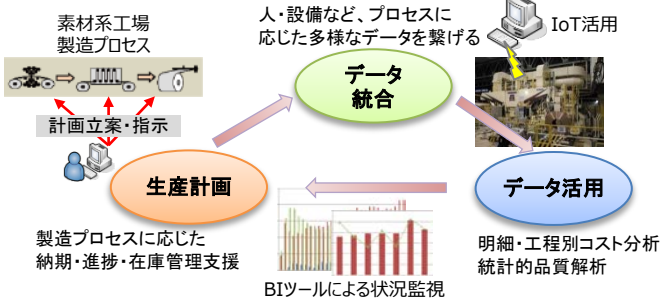 素材系工場
製造プロセス
人・設備など、プロセスに
応じた多様なデータを繋げる
IoT活用
データ
統合
計画立案・指示
生産計画
データ活用
製造プロセスに応じた
納期・進捗・在庫管理支援
明細・工程別コスト分析
統計的品質解析
BIツールによる状況監視